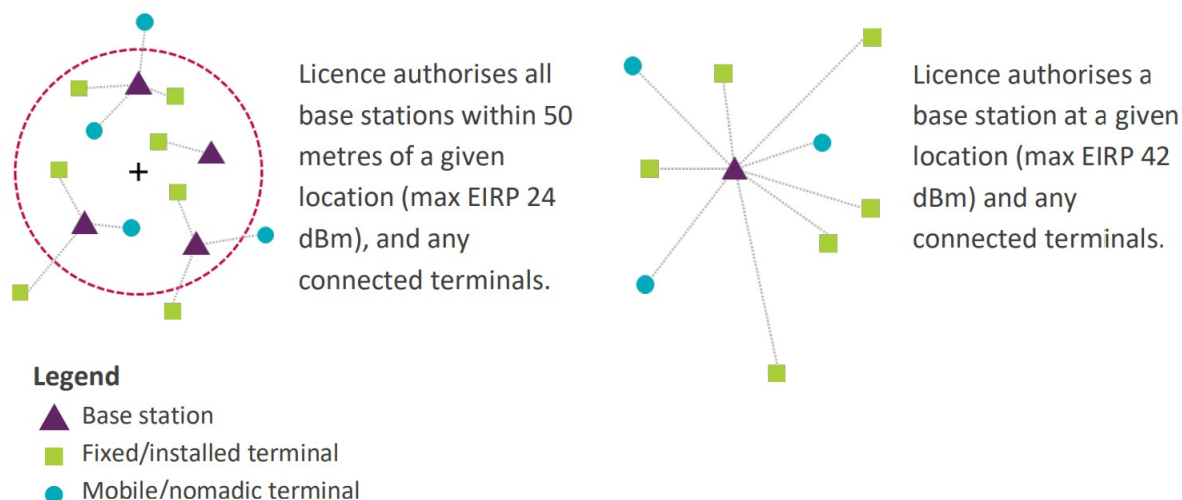 Licence authorises all
base stations within 50
metres of a given
location (max EIRP 24
dBm), and any
connected terminals.
Licence authorises a
base station at a given
location (max EIRP 42
dBm) and any
connected terminals.
Legend
Base station
Fixed/installed terminal
Mobile/nomadic terminal